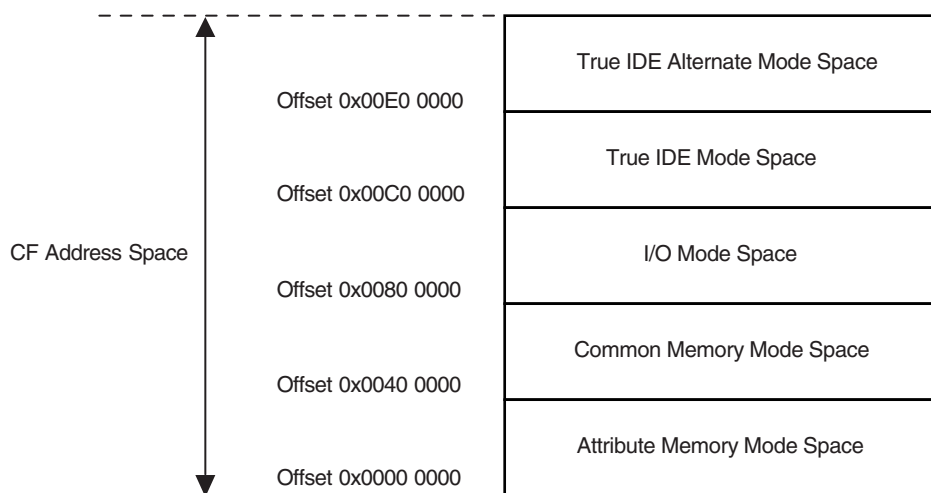 True IDE Alternate Mode Space
Offset 0x00E0 0000
True IDE Mode Space
Offset 0x00C0 0000
CF Address Space
I/O Mode Space
Offset 0x0080 0000
Common Memory Mode Space
Offset 0x0040 0000
Attribute Memory Mode Space
Offset 0x0000 0000